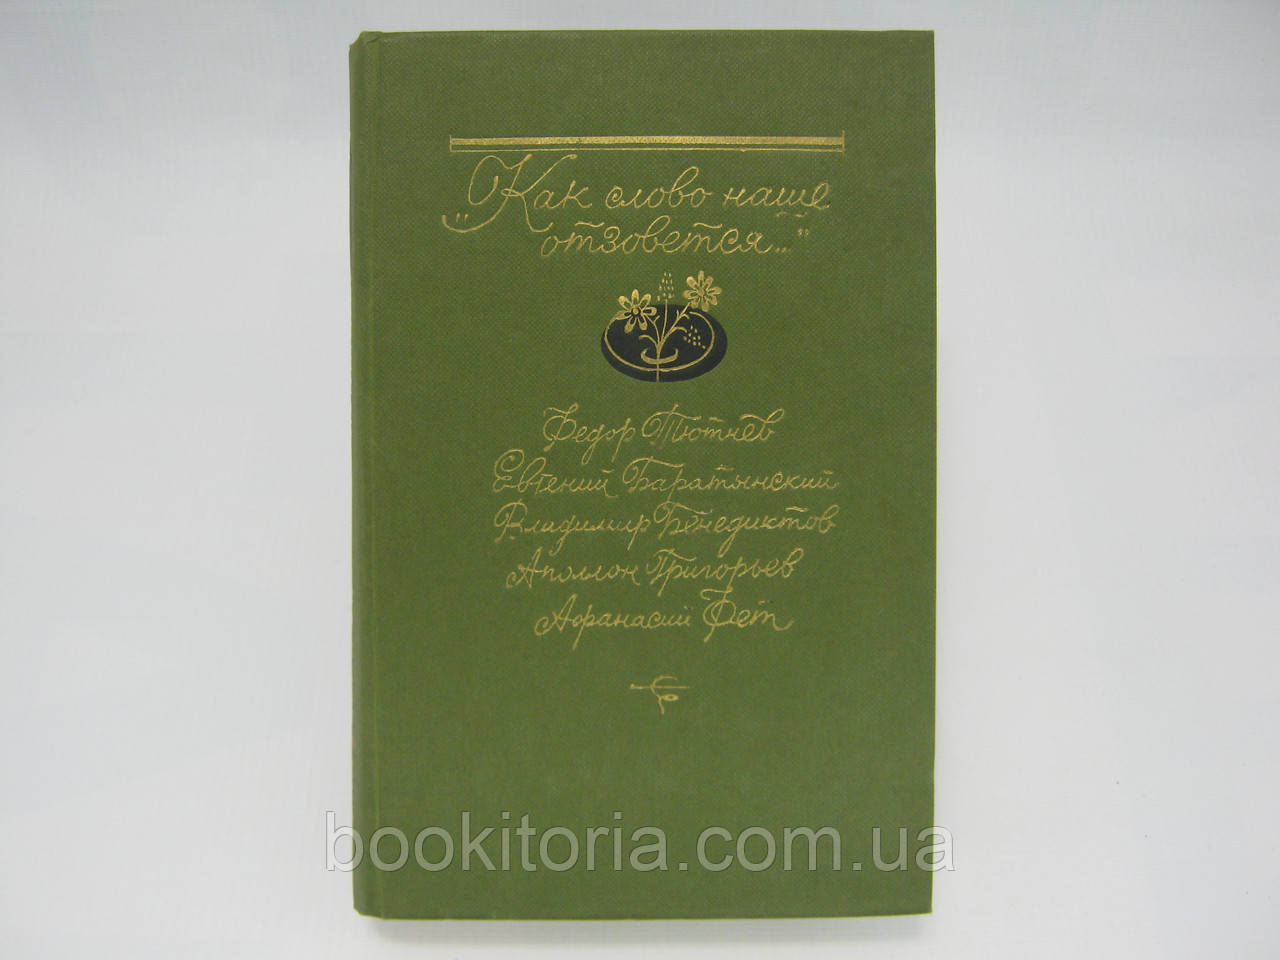 „Как слово наше
отзовется..."
Федор Тютчев
Евгений Баратынский
Владимир Бенедиктов
Аполлон Григорьев
Афанасий Фет
bookitoria.com.ua